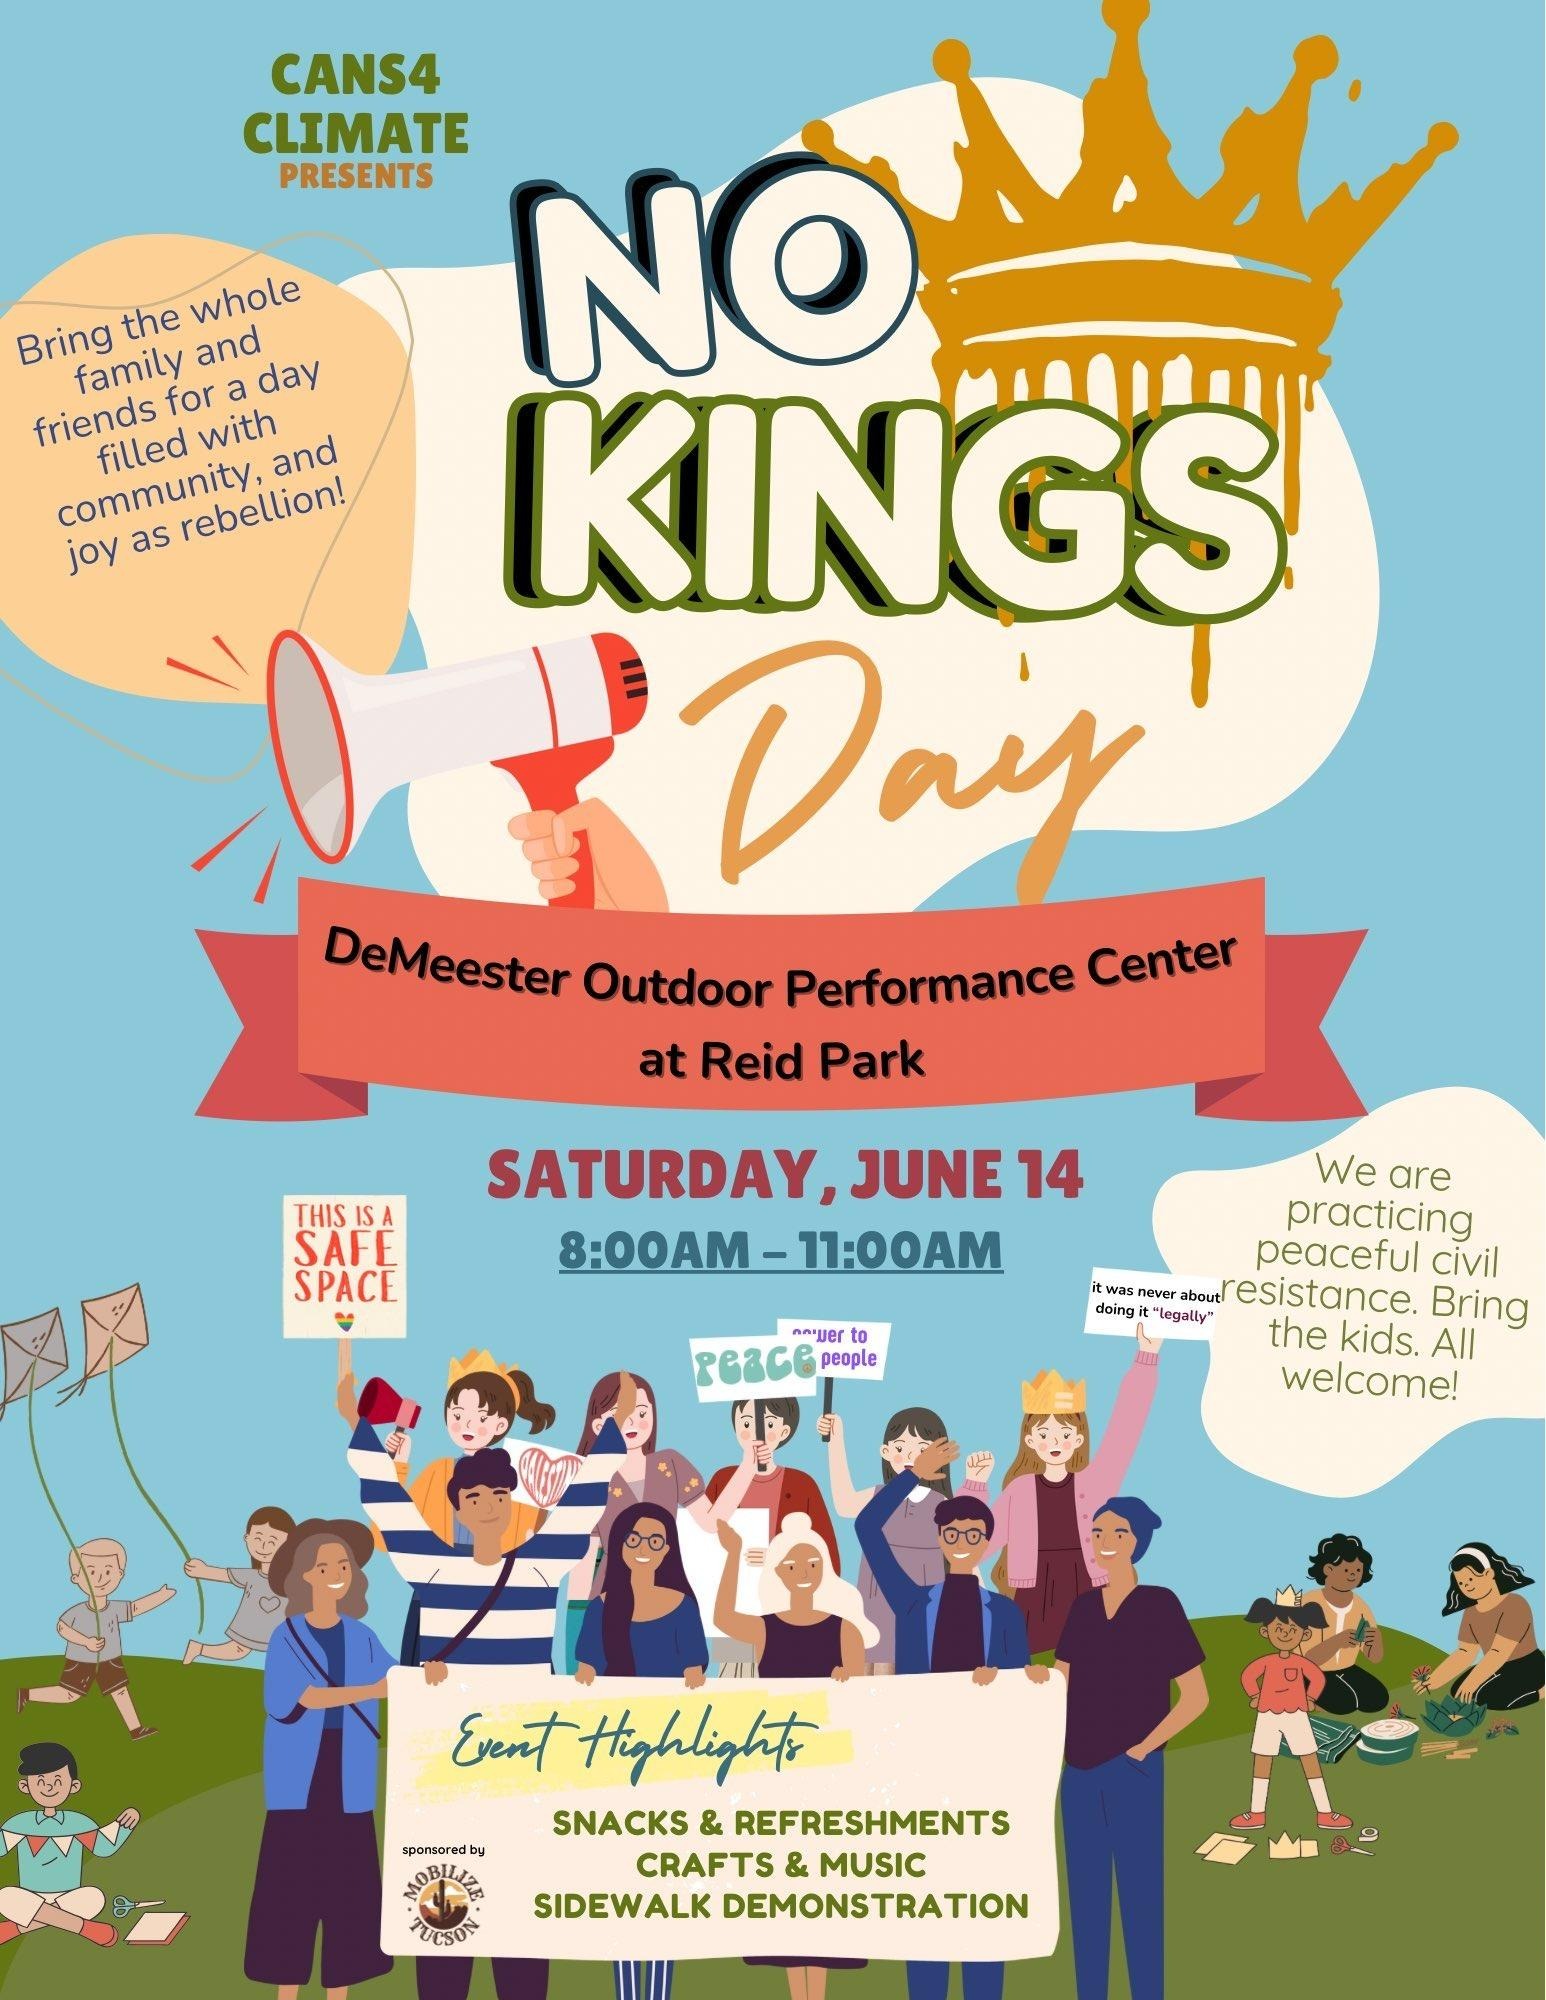 CANS4
CLIMATE
PRESENTS
NO
KINGS
Day
Bring the whole
family and
friends for a day
filled with
community, and
joy as rebellion!
DeMeester Outdoor Performance Center
at Reid Park
SATURDAY, JUNE 14
8:00AM – 11:00AM
We are
practicing
peaceful civil
resistance. Bring
the kids. All
welcome!
THIS IS A
SAFE
SPACE
it was never about
doing it “legally”
power to
people
PEACE
Event Highlights
SNACKS & REFRESHMENTS
CRAFTS & MUSIC
SIDEWALK DEMONSTRATION
sponsored by
MOBILIZE
TUCSON